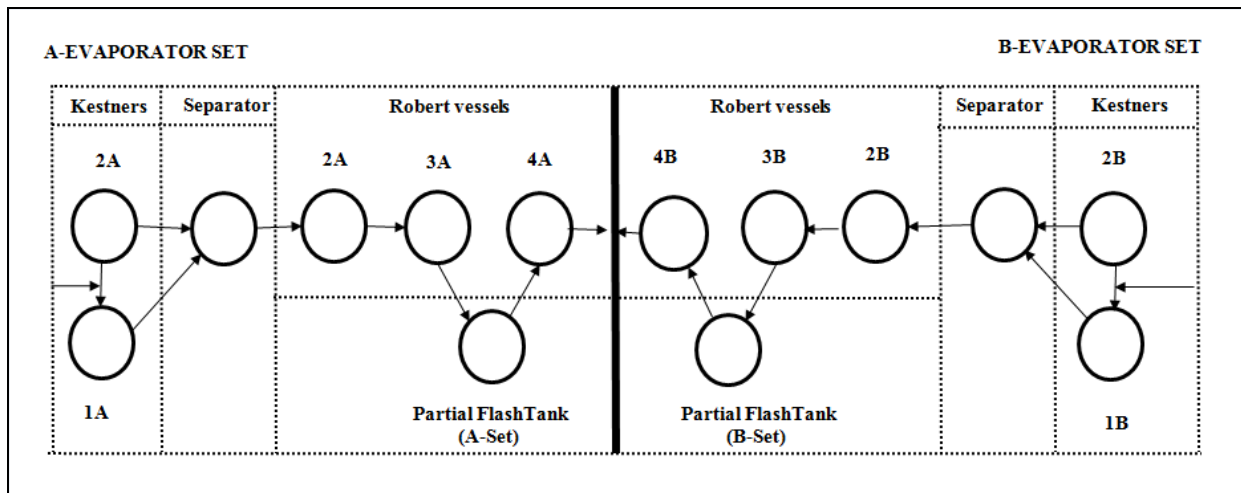 A-EVAPORATOR SET
B-EVAPORATOR SET
Kestners
Separator
Robert vessels
Robert vessels
Separator
Kestners
2A
2A
3A
4A
4B
3B
2B
2B
1A
Partial FlashTank
(A-Set)
Partial FlashTank
(B-Set)
1B